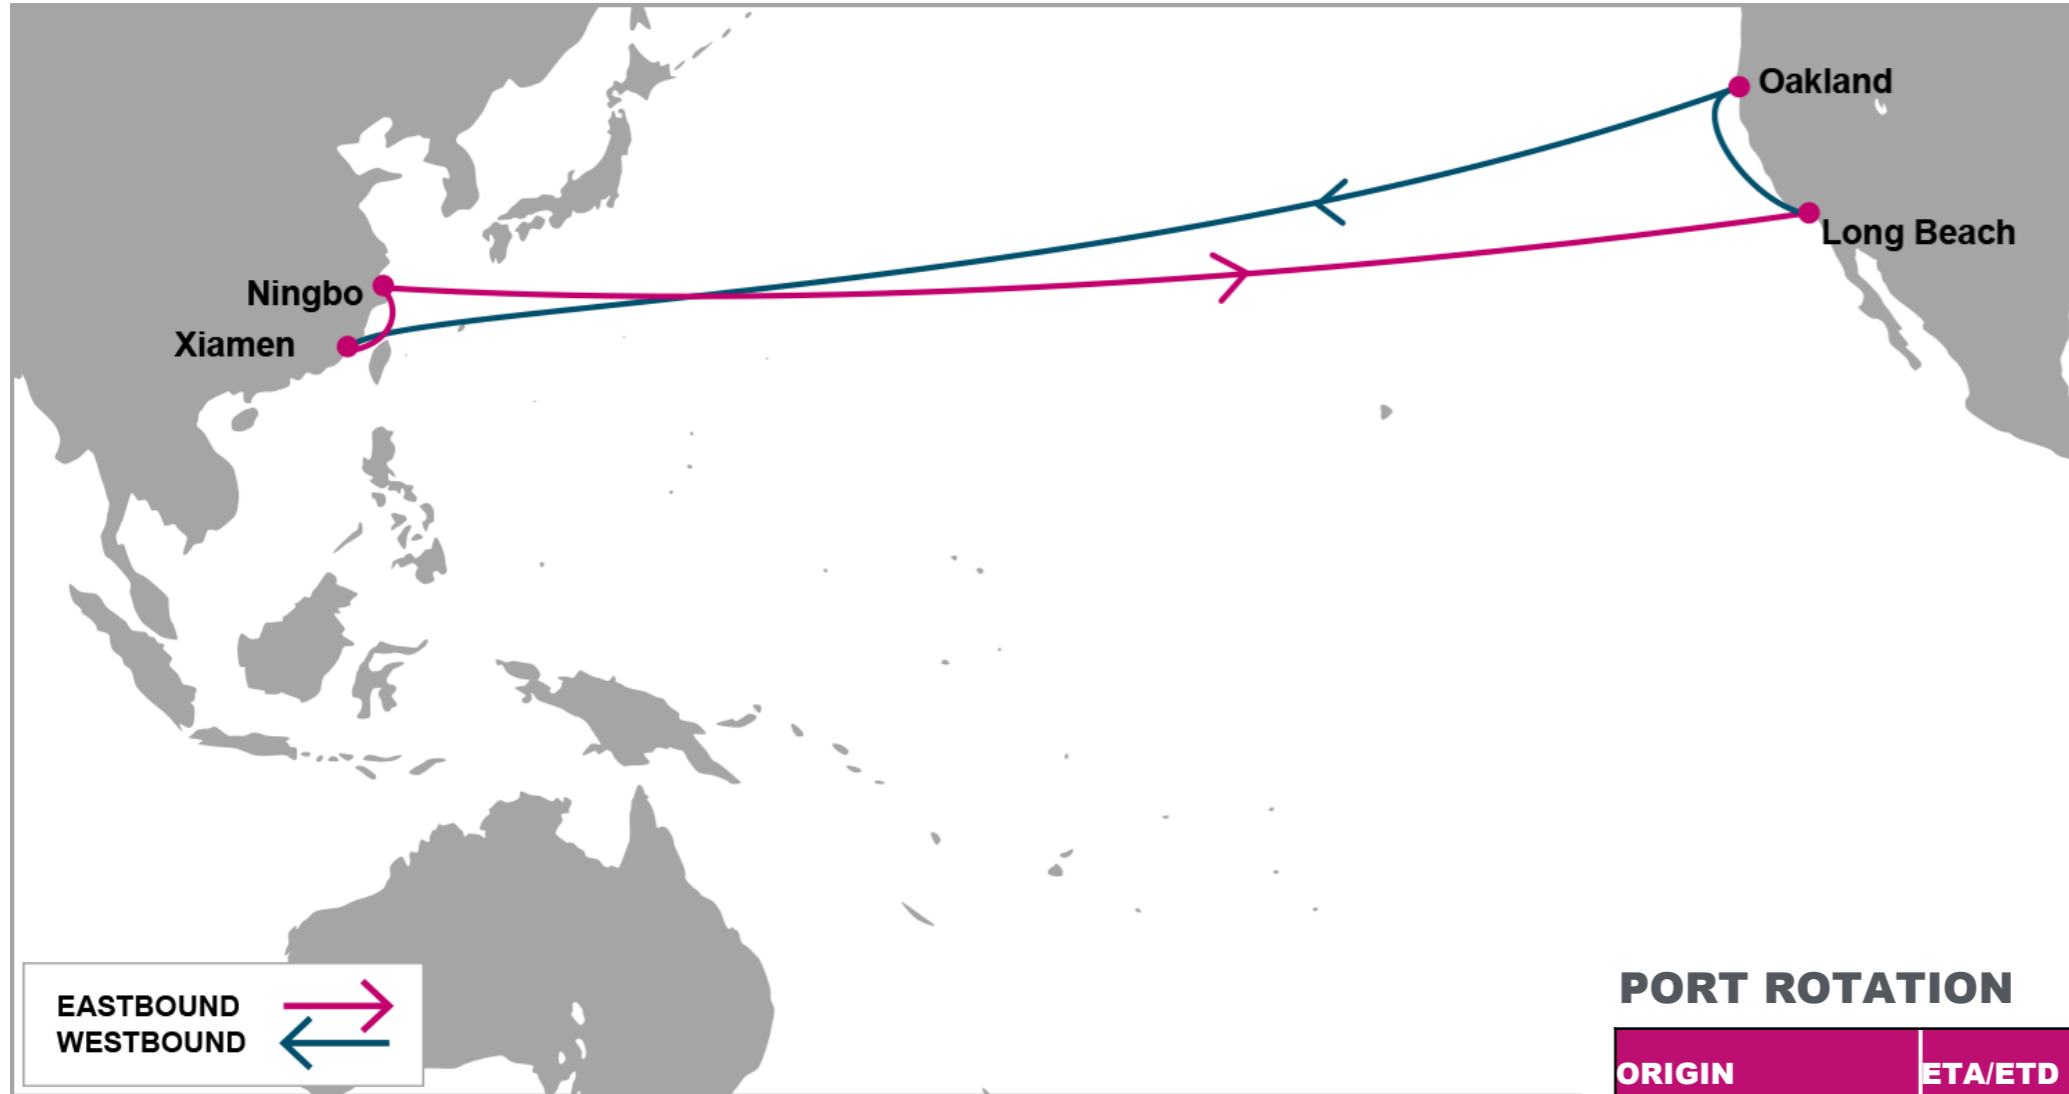 Oakland
Long Beach
Ningbo
Xiamen
EASTBOUND
WESTBOUND
PORT ROTATION
ORIGIN ETA/ETD